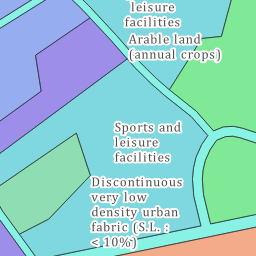 leisure
facilities
Arable land
(annual crops)
Sports and
leisure
facilities
Discontinuous
very low
density urban
fabric (S.L. :
< 10%)